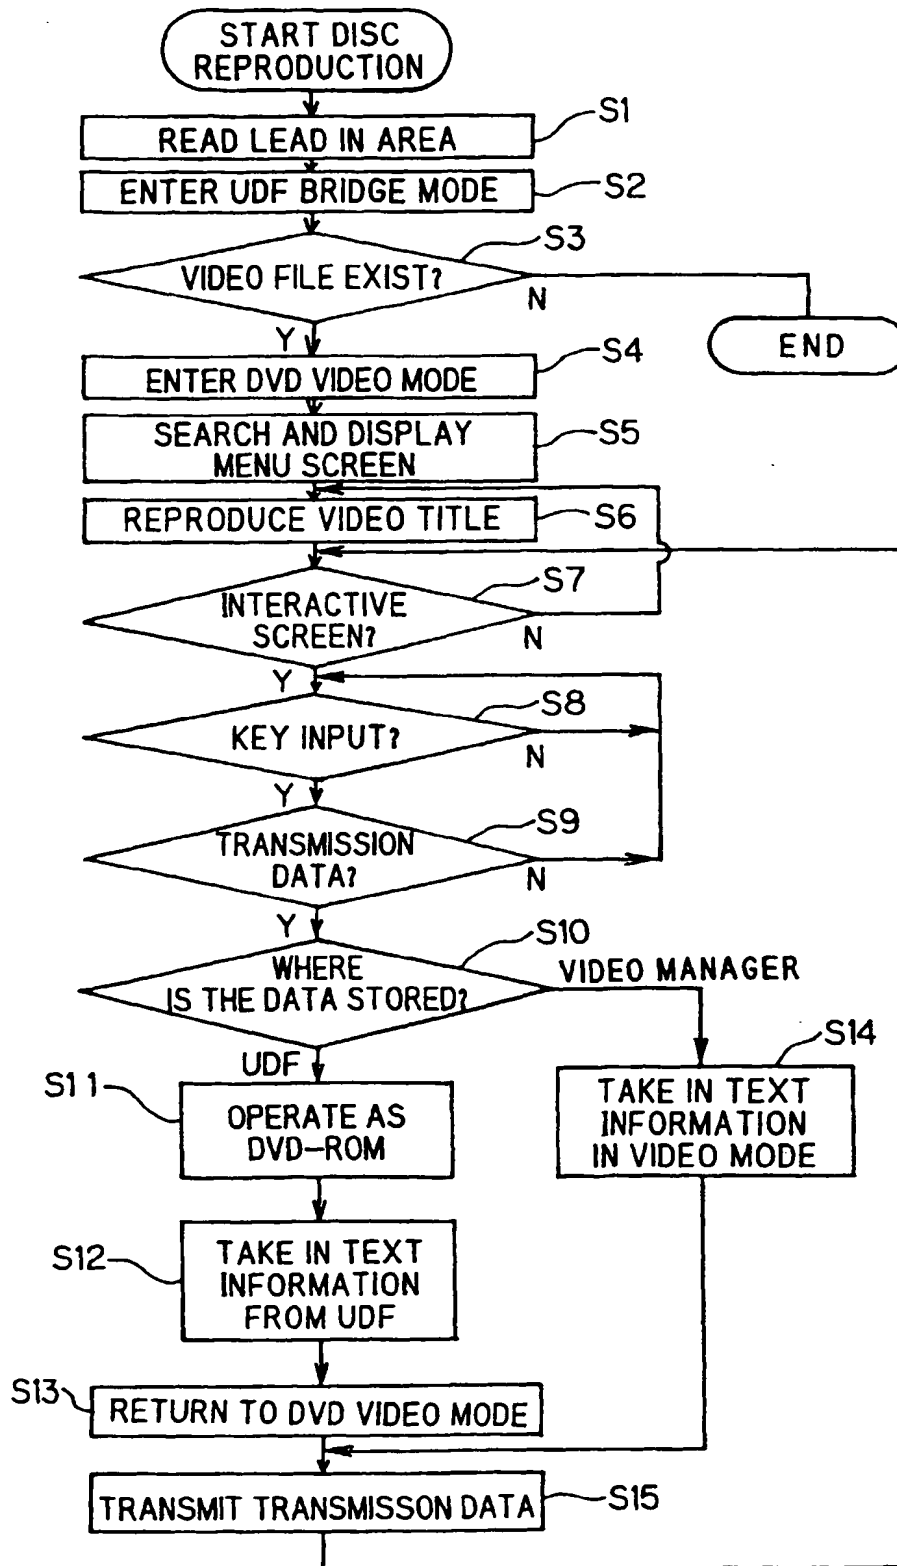 START DISC
REPRODUCTION
S1
READ LEAD IN AREA
S2
ENTER UDF BRIDGE MODE
S3
VIDEO FILE EXIST?
N
Y
END
S4
ENTER DVD VIDEO MODE
S5
SEARCH AND DISPLAY
MENU SCREEN
S6
REPRODUCE VIDEO TITLE
S7
INTERACTIVE
SCREEN?
N
Y
S8
KEY INPUT?
N
Y
S9
TRANSMISSION
DATA?
N
Y
S10
WHERE
IS THE DATA STORED?
VIDEO MANAGER
UDF
S11
OPERATE AS
DVD-ROM
S14
TAKE IN TEXT
INFORMATION
IN VIDEO MODE
S12
TAKE IN TEXT
INFORMATION
FROM UDF
S13
RETURN TO DVD VIDEO MODE
TRANSMIT TRANSMISSON DATA
S15